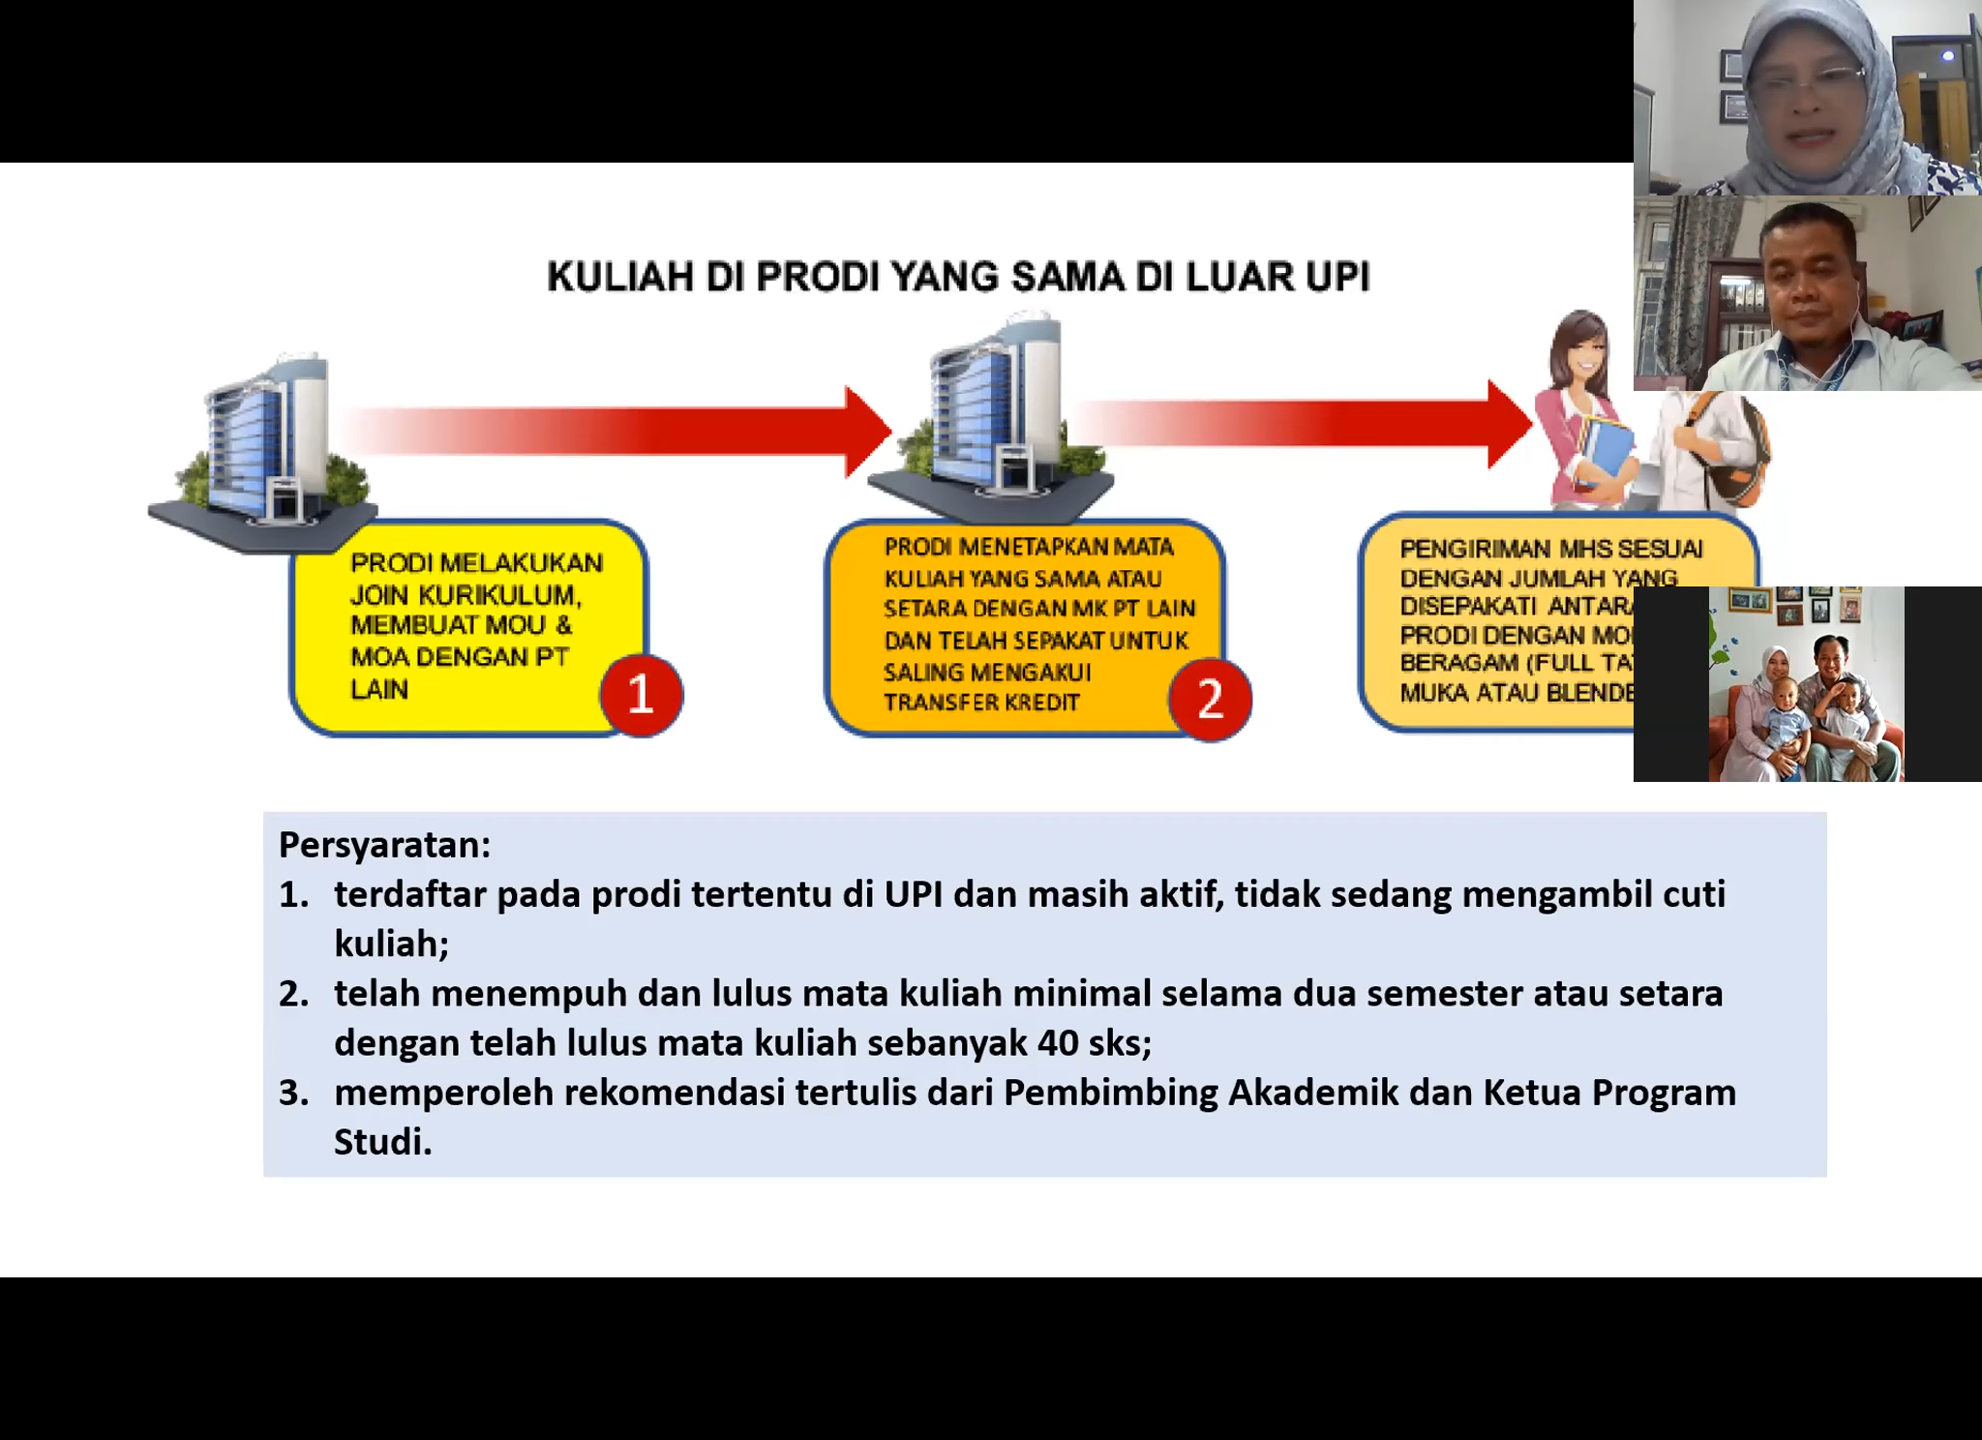 KULIAH DI PRODI YANG SAMA DI LUAR UPI
PRODI MELAKUKAN
JOIN KURIKULUM,
MEMBUAT MOU &
MOA DENGAN PT
LAIN
1
PRODI MENETAPKAN MATA
KULIAH YANG SAMA ATAU
SETARA DENGAN MK PT LAIN
DAN TELAH SEPAKAT UNTUK
SALING MENGAKUI
TRANSFER KREDIT
2
PENGIRIMAN MHS SESUAI
DENGAN JUMLAH YANG
DISEPAKATI
PRODI DENGAN
BERAGAM (FULL
MUKA ATAU
Persyaratan:
1. terdaftar pada prodi tertentu di UPI dan masih aktif, tidak sedang mengambil cuti
kuliah;
2. telah menempuh dan lulus mata kuliah minimal selama dua semester atau setara
dengan telah lulus mata kuliah sebanyak 40 sks;
3. memperoleh rekomendasi tertulis dari Pembimbing Akademik dan Ketua Program
Studi.